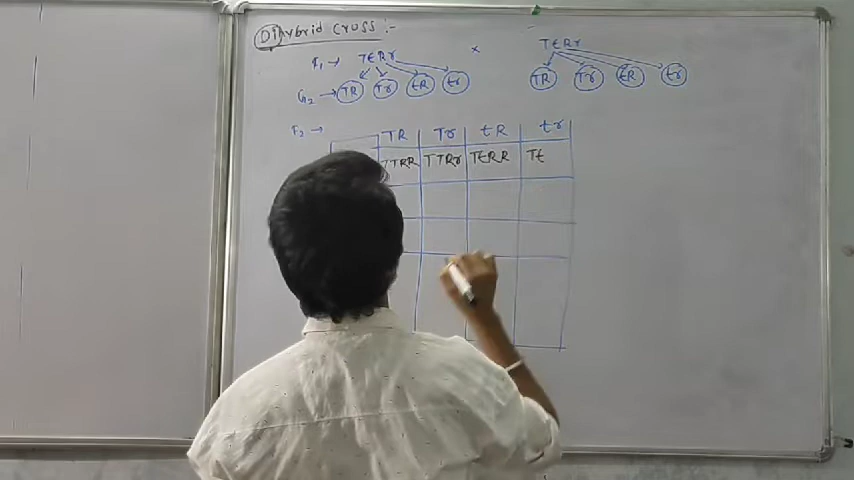 Dihybrid Cross :-
F₁ → TtRr × TtRr
G₂ → TR Tr tR tr TR Tr tR tr
F₂ → TR Tr tR tr
TTRR TTRr TtRR Tt